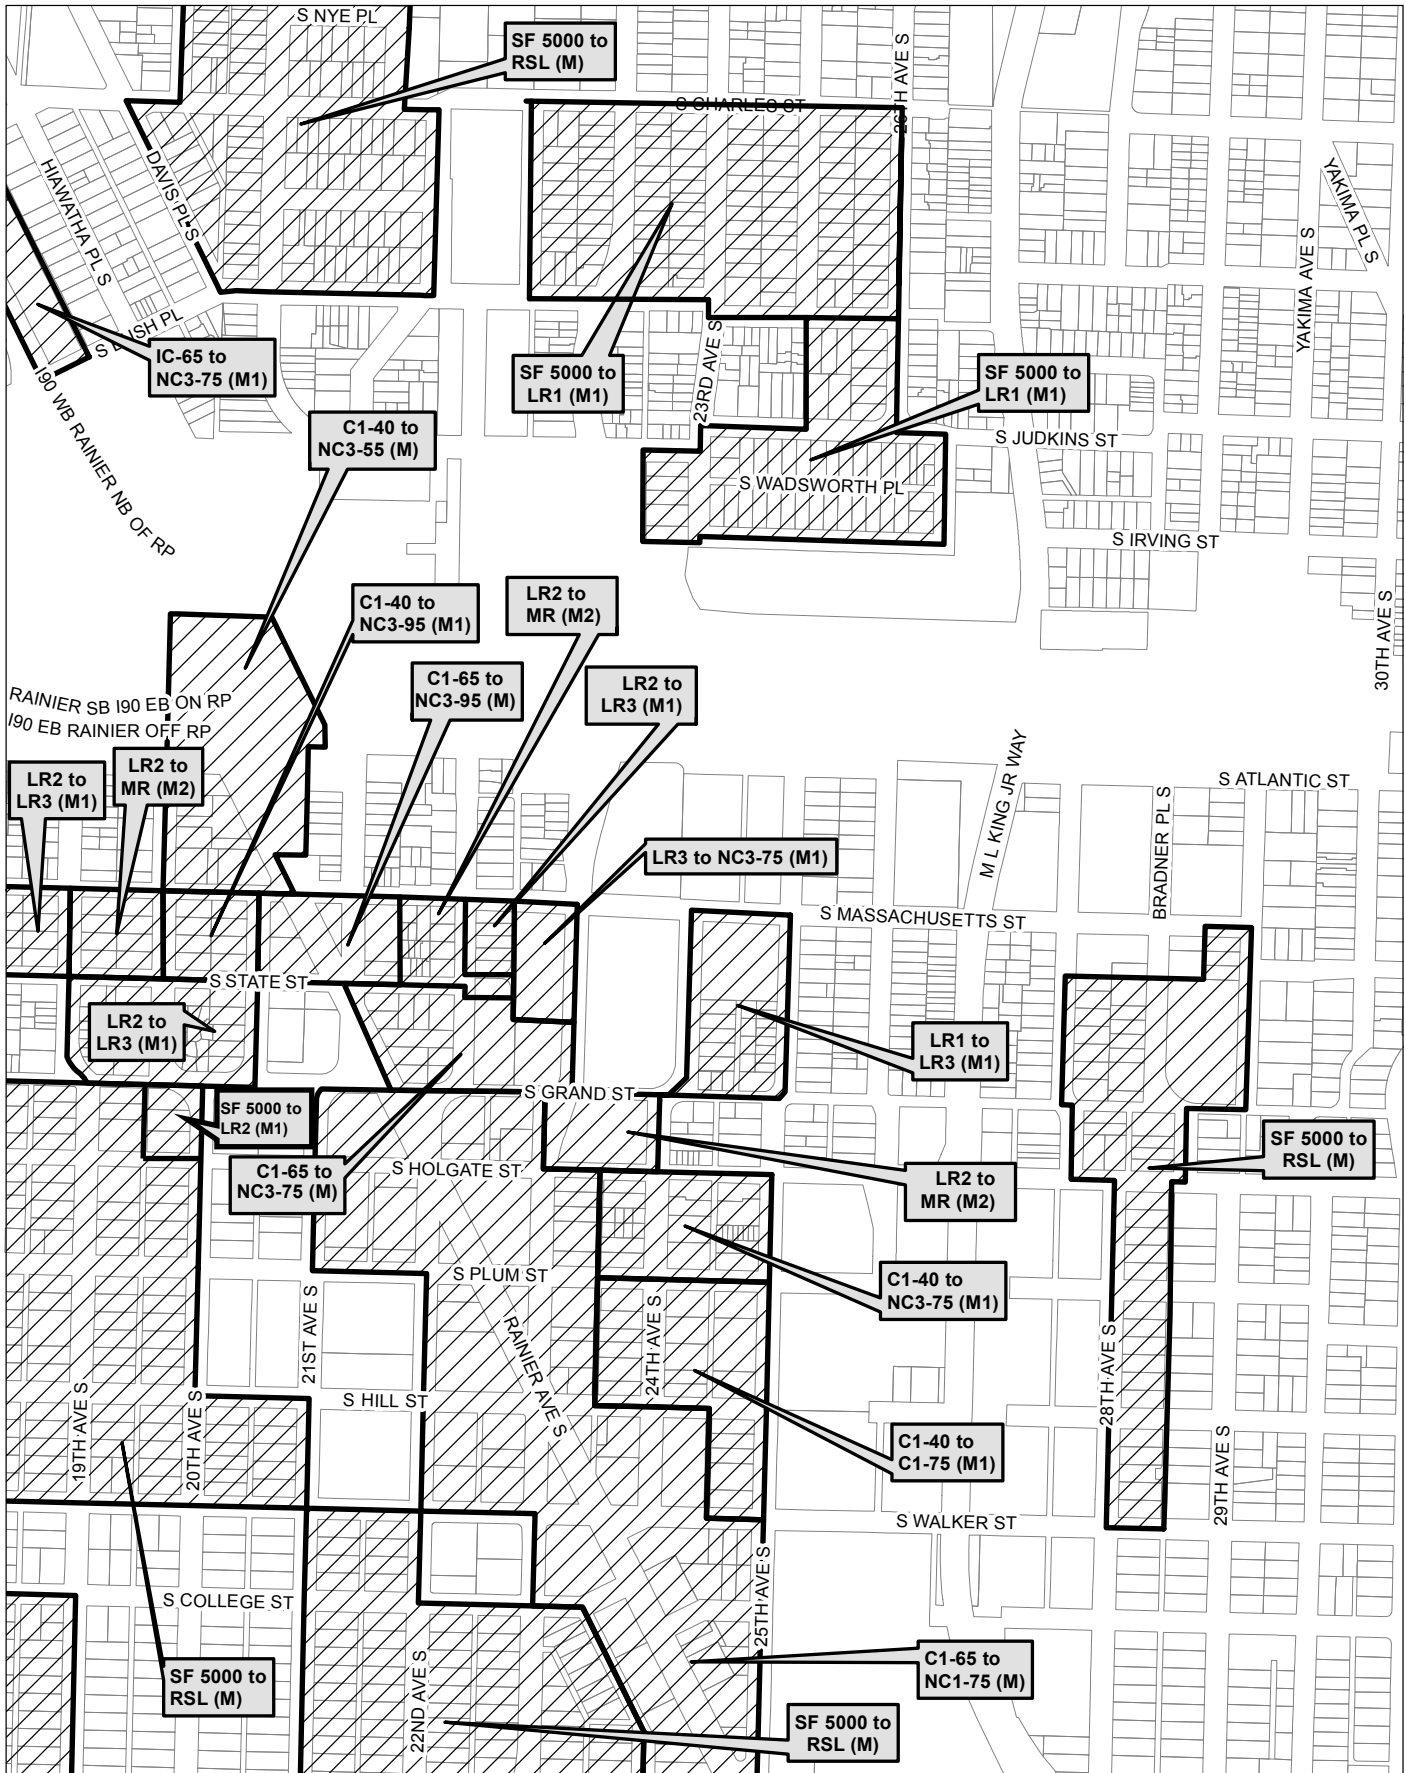 S NYE PL
SF 5000 to
RSL (M)
26TH AVE S
S CHARLES ST
HIAWATHA PL S
DAVIS PL S
YAKIMA PL S
YAKIMA AVE S
IC-65 to
NC3-75 (M1)
I90 WB RAINIER NB OF RP
SF 5000 to
LR1 (M1)
23RD AVE S
SF 5000 to
LR1 (M1)
C1-40 to
NC3-55 (M)
S JUDKINS ST
S WADSWORTH PL
S IRVING ST
C1-40 to
NC3-95 (M1)
LR2 to
MR (M2)
30TH AVE S
C1-65 to
NC3-95 (M)
LR2 to
LR3 (M1)
RAINIER SB I90 EB ON RP
I90 EB RAINIER OFF RP
LR2 to
LR3 (M1)
LR2 to
MR (M2)
M L KING JR WAY
S ATLANTIC ST
BRADNER PL S
LR3 to NC3-75 (M1)
S MASSACHUSETTS ST
S STATE ST
LR2 to
LR3 (M1)
LR1 to
LR3 (M1)
S GRAND ST
SF 5000 to
LR2 (M1)
SF 5000 to
RSL (M)
C1-65 to
NC3-75 (M)
S HOLGATE ST
LR2 to
MR (M2)
S PLUM ST
C1-40 to
NC3-75 (M1)
21ST AVE S
RAINIER AVE S
24TH AVE S
28TH AVE S
S HILL ST
19TH AVE S
20TH AVE S
C1-40 to
C1-75 (M1)
29TH AVE S
S WALKER ST
25TH AVE S
S COLLEGE ST
SF 5000 to
RSL (M)
22ND AVE S
C1-65 to
NC1-75 (M)
SF 5000 to
RSL (M)